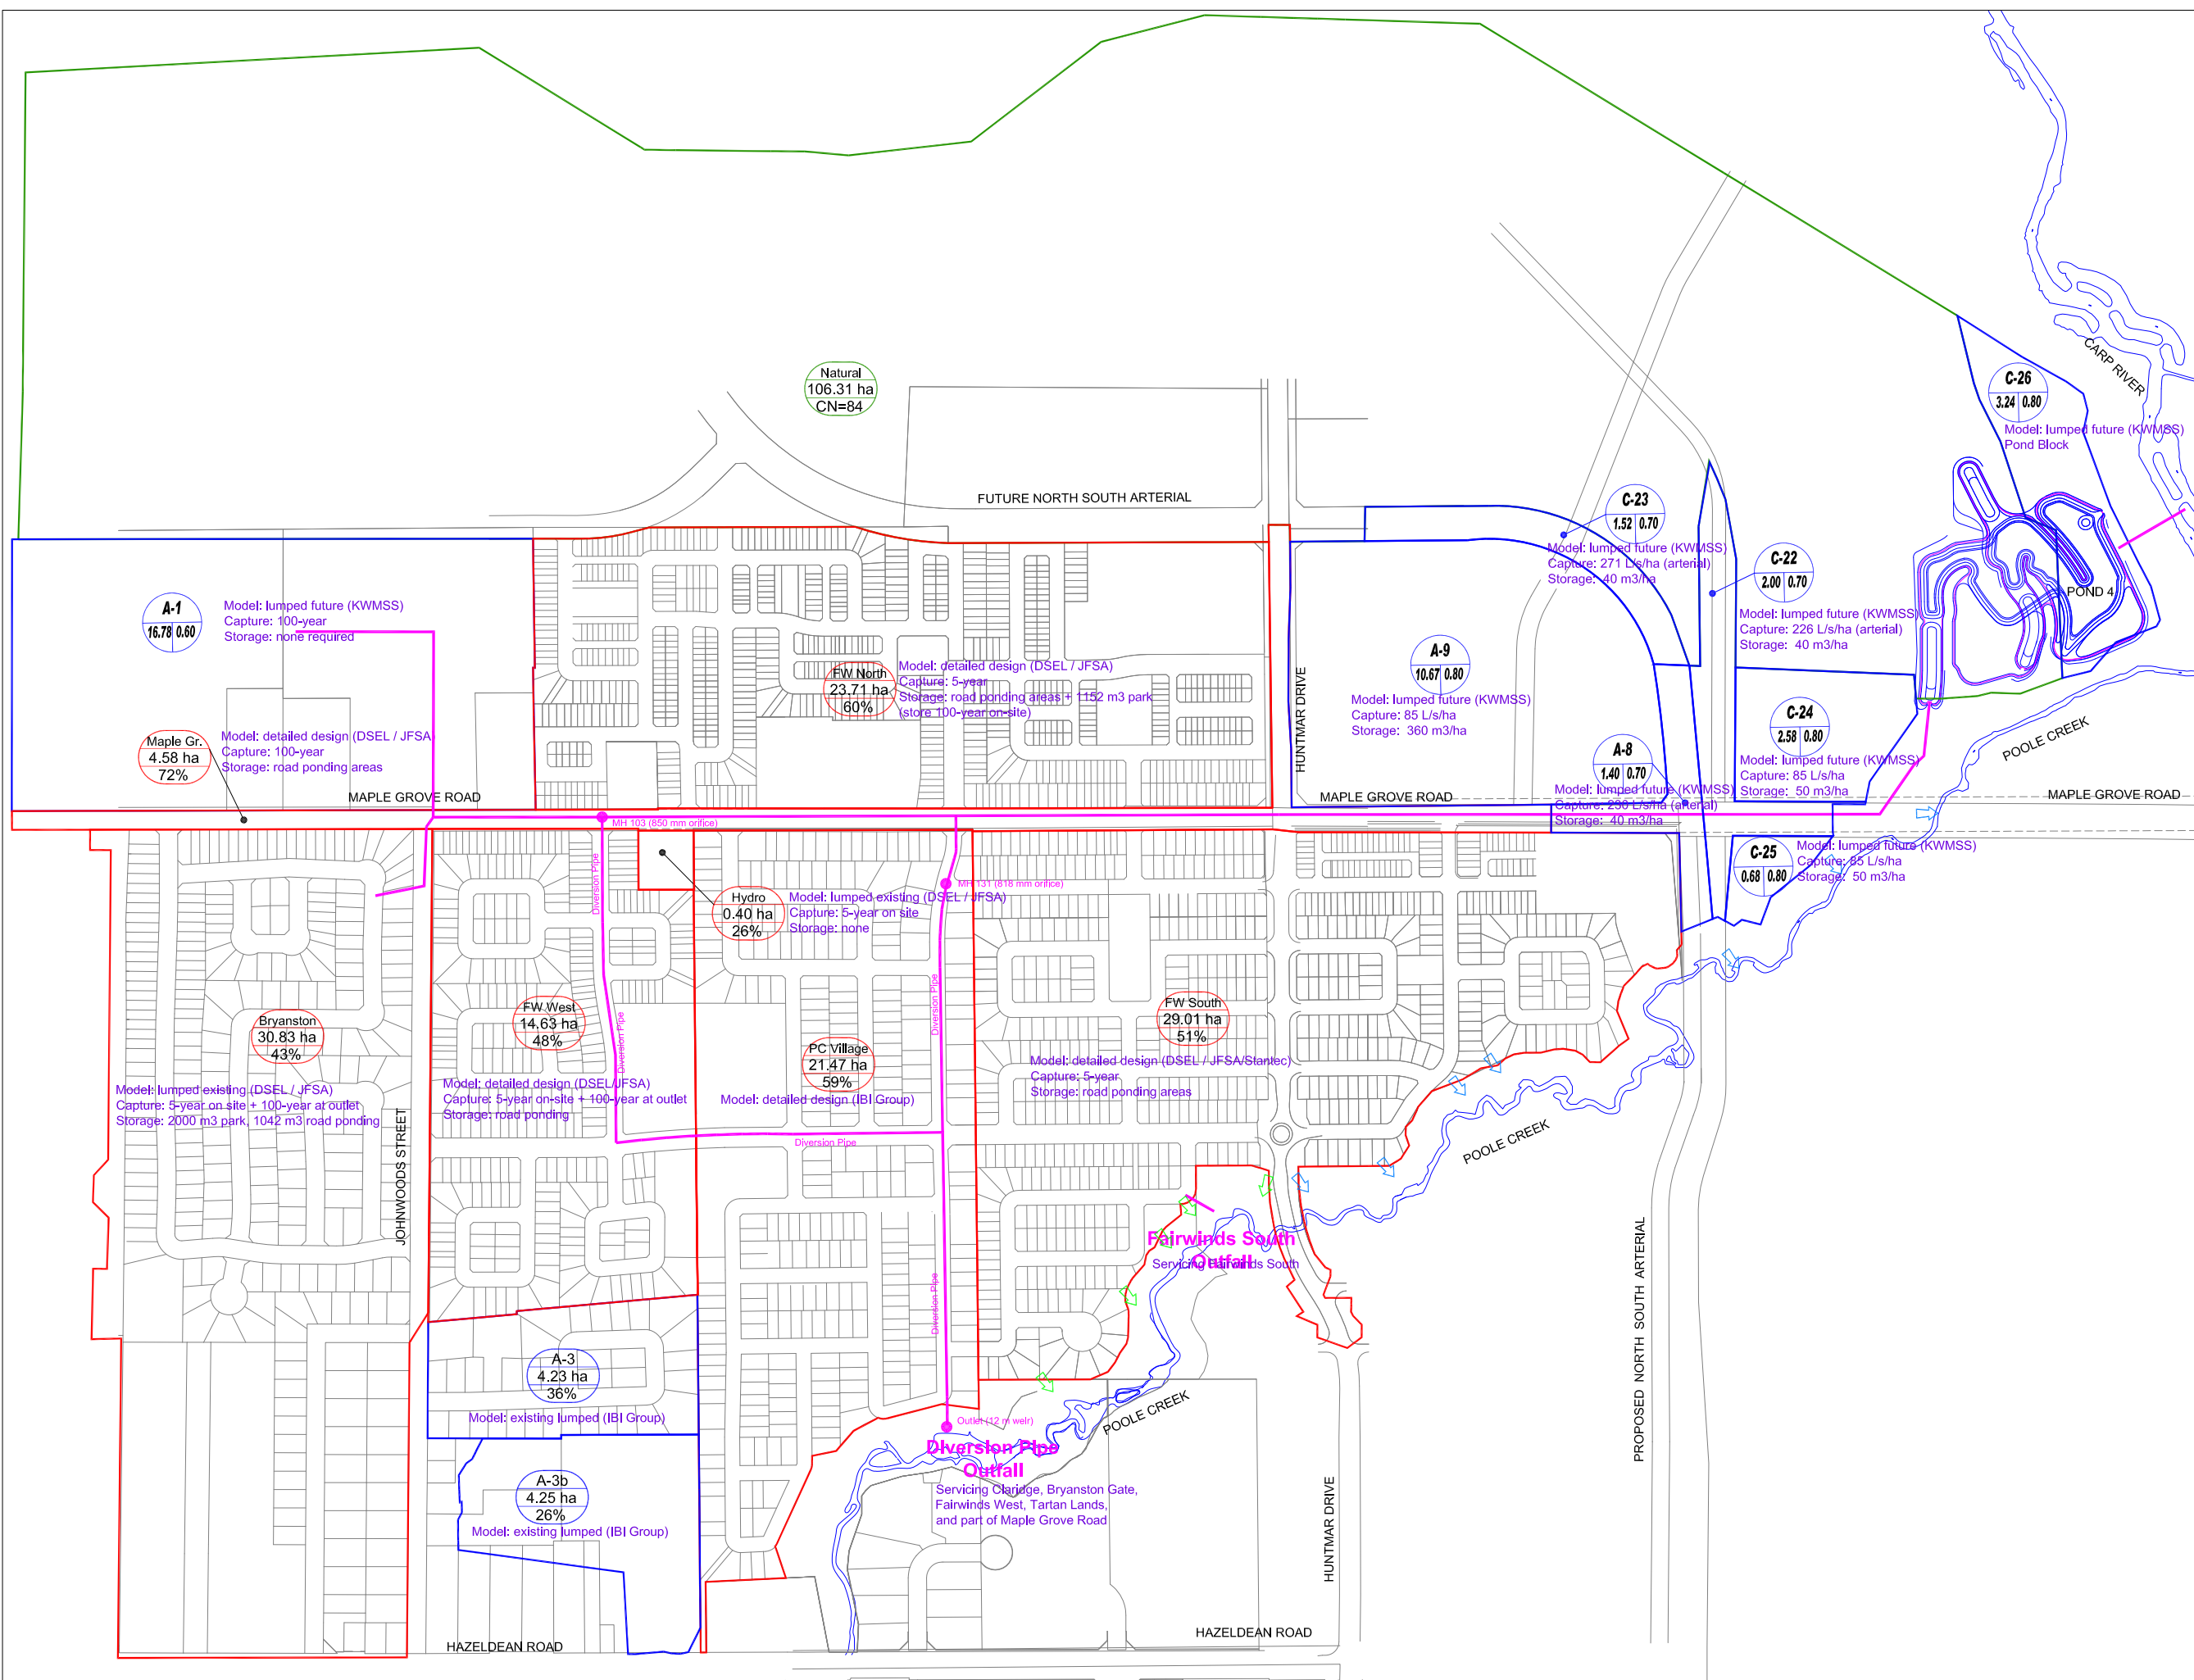 Natural
106.31 ha
CN=84
CARP RIVER
C-26
3.24 0.80
Model: lumped future (KWMSS)
Pond Block
FUTURE NORTH SOUTH ARTERIAL
C-23
1.52 0.70
Model: lumped future (KWMSS)
Capture: 271 L/s/ha (arterial)
Storage: 40 m3/ha
C-22
2.00 0.70
Model: lumped future (KWMSS)
Capture: 226 L/s/ha (arterial)
Storage: 40 m3/ha
POND 4
A-1
16.78 0.60
Model: lumped future (KWMSS)
Capture: 100-year
Storage: none required
FW North
23.71 ha
60%
Model: detailed design (DSEL / JFSA)
Capture: 5-year
Storage: road ponding areas + 1152 m3 park
(store 100-year on-site)
HUNTMAR DRIVE
A-9
10.67 0.80
Model: lumped future (KWMSS)
Capture: 85 L/s/ha
Storage: 360 m3/ha
C-24
2.58 0.80
Model: lumped future (KWMSS)
Capture: 85 L/s/ha
Storage: 50 m3/ha
POOLE CREEK
Maple Gr.
4.58 ha
72%
Model: detailed design (DSEL / JFSA)
Capture: 100-year
Storage: road ponding areas
A-8
1.40 0.70
Model: lumped future (KWMSS)
Capture: L/s/ha (arterial)
Storage: 40 m3/ha
MAPLE GROVE ROAD
MAPLE GROVE ROAD
MAPLE GROVE ROAD
MH 103 (850 mm orifice)
C-25
0.68 0.80
Model: lumped future (KWMSS)
Capture: 85 L/s/ha
Storage: 50 m3/ha
Diversion Pipe
MH 131 (818 mm orifice)
Hydro
0.40 ha
26%
Model: lumped existing (DSEL / JFSA)
Capture: 5-year on site
Storage: none
Diversion Pipe
Diversion Pipe
Bryanston
30.83 ha
43%
Model: lumped existing (DSEL / JFSA)
Capture: 5-year on site + 100-year at outlet
Storage: 2000 m3 park, 1042 m3 road ponding
FW West
14.63 ha
48%
Model: detailed design (DSEL/JFSA)
Capture: 5-year on-site + 100-year at outlet
Storage: road ponding
PC Village
21.47 ha
59%
Model: detailed design (IBI Group)
FW South
29.01 ha
51%
Model: detailed design (DSEL / JFSA/Stantec)
Capture: 5-year
Storage: road ponding areas
JOHNWOODS STREET
Diversion Pipe
POOLE CREEK
Fairwinds South
Outfall
Servicing Fairwinds South
Diversion Pipe
PROPOSED NORTH SOUTH ARTERIAL
A-3
4.23 ha
36%
Model: existing lumped (IBI Group)
Outlet (12 m weir)
POOLE CREEK
Diversion Pipe
Outfall
Servicing Claridge, Bryanston Gate,
Fairwinds West, Tartan Lands,
and part of Maple Grove Road
A-3b
4.25 ha
26%
Model: existing lumped (IBI Group)
HUNTMAR DRIVE
HAZELDEAN ROAD
HAZELDEAN ROAD